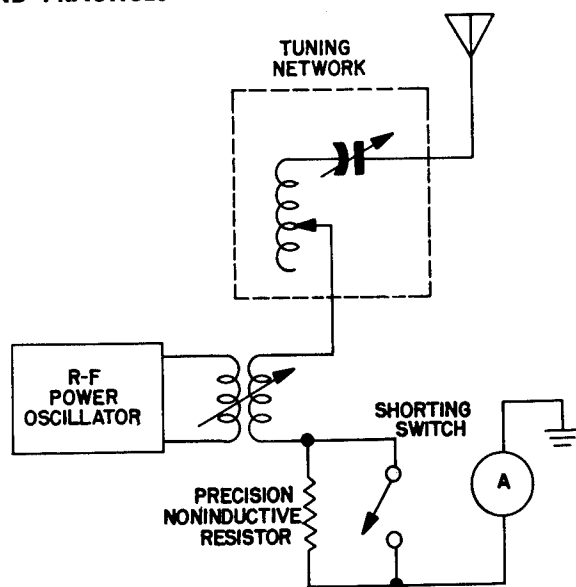 TUNING
NETWORK
R-F
POWER
OSCILLATOR
SHORTING
SWITCH
PRECISION
NONINDUCTIVE
RESISTOR
A